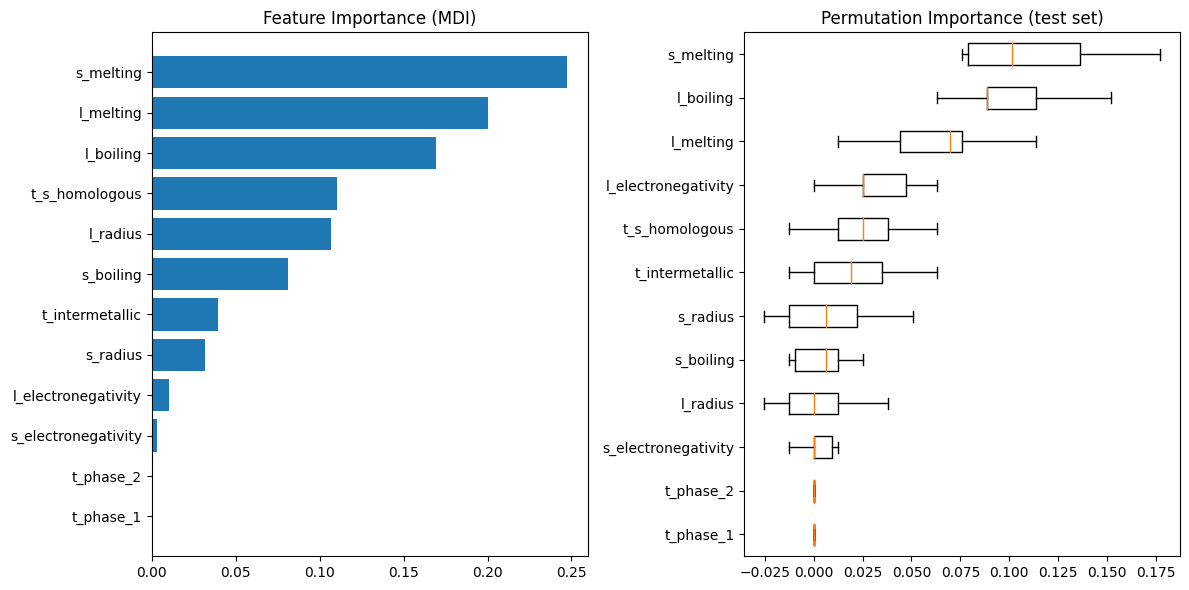 Feature Importance (MDI)
s_melting
l_melting
l_boiling
t_s_homologous
l_radius
s_boiling
t_intermetallic
s_radius
l_electronegativity
s_electronegativity
t_phase_2
t_phase_1
0.00 0.05 0.10 0.15 0.20 0.25
Permutation Importance (test set)
s_melting
l_boiling
l_melting
l_electronegativity
t_s_homologous
t_intermetallic
s_radius
s_boiling
l_radius
s_electronegativity
t_phase_2
t_phase_1
−0.025 0.000 0.025 0.050 0.075 0.100 0.125 0.150 0.175